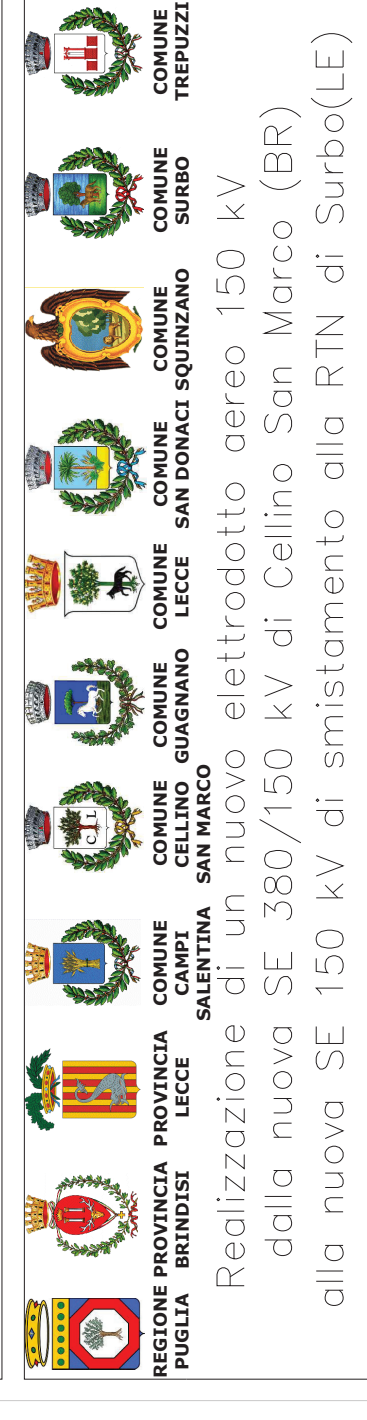 REGIONE
PUGLIA
PROVINCIA
BRINDISI
PROVINCIA
LECCE
COMUNE
CAMPI
SALENTINA
COMUNE
CELLINO
SAN MARCO
COMUNE
GUAGNANO
COMUNE
LECCE
COMUNE
SAN DONACI
COMUNE
SQUINZANO
COMUNE
SURBO
COMUNE
TREPUZZI
C L
Realizzazione di un nuovo elettrodotto aereo 150 kV
dalla nuova SE 380/150 kV di Cellino San Marco (BR)
alla nuova SE 150 kV di smistamento alla RTN di Surbo(LE)